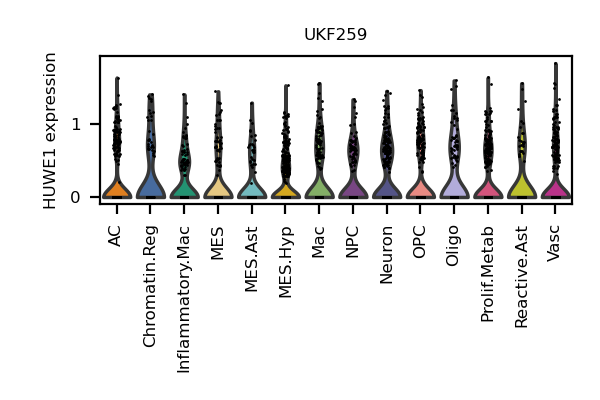 UKF259
HUWE1 expression
1
0
AC
Chromatin.Reg
Inflammatory.Mac
MES
MES.Ast
MES.Hyp
Mac
NPC
Neuron
OPC
Oligo
Prolif.Metab
Reactive.Ast
Vasc